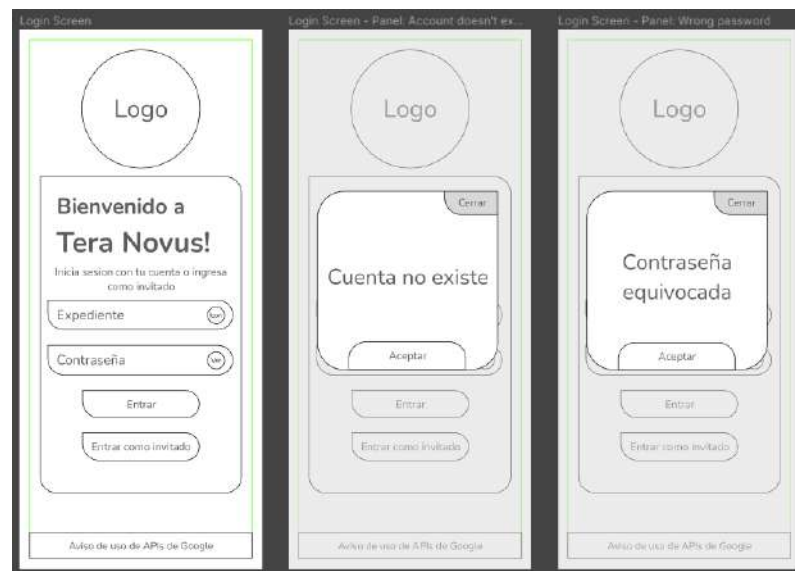 Login Screen
Logo
Bienvenido a
Tera Novus!
Inicia sesion con tu cuenta o ingresa
como invitado
Expediente
Icon
Contraseña
Ver
Entrar
Entrar como invitado
Aviso de uso de APIs de Google
Login Screen - Panel: Account doesn't ex...
Logo
Cerrar
Cuenta no existe
Aceptar
Entrar
Entrar como invitado
Aviso de uso de APIs de Google
Login Screen - Panel: Wrong password
Logo
Cerrar
Contraseña
equivocada
Aceptar
Entrar
Entrar como invitado
Aviso de uso de APIs de Google